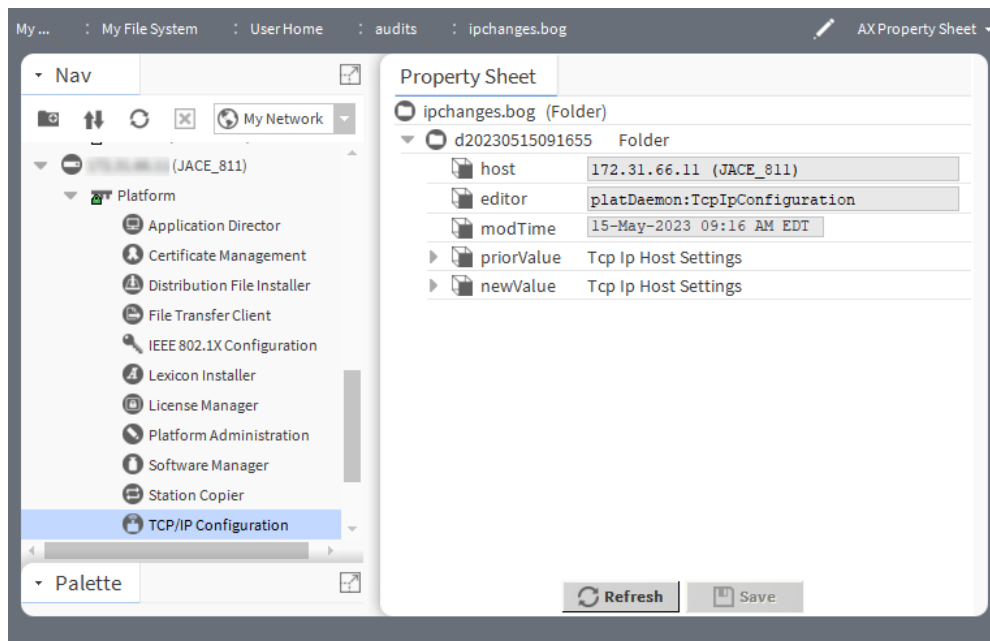 My ... : My File System : User Home : audits : ipchanges.bog AX Property Sheet
Nav
My Network
(JACE_811)
Platform
Application Director
Certificate Management
Distribution File Installer
File Transfer Client
IEEE 802.1X Configuration
Lexicon Installer
License Manager
Platform Administration
Software Manager
Station Copier
TCP/IP Configuration
Palette
Property Sheet
ipchanges.bog (Folder)
d20230515091655 Folder
host 172.31.66.11 (JACE_811)
editor platDaemon:TcpIpConfiguration
modTime 15-May-2023 09:16 AM EDT
priorValue Tcp Ip Host Settings
newValue Tcp Ip Host Settings
Refresh Save